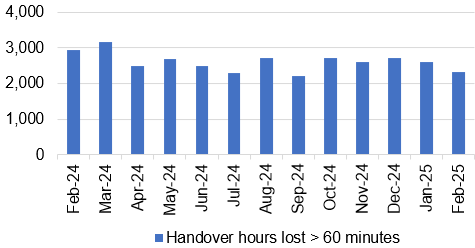 4,000
3,000
2,000
1,000
0
Feb-24
Mar-24
Apr-24
May-24
Jun-24
Jul-24
Aug-24
Sep-24
Oct-24
Nov-24
Dec-24
Jan-25
Feb-25
Handover hours lost > 60 minutes